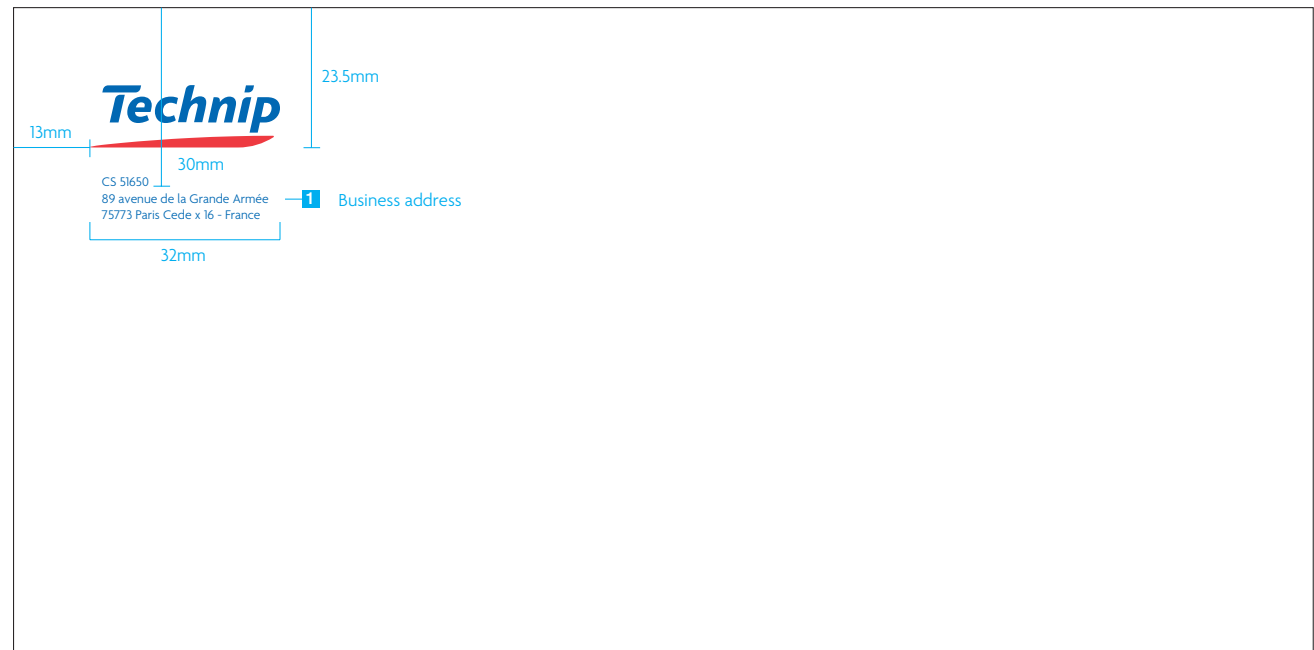 23.5mm
Technip
13mm
30mm
CS 51650
89 avenue de la Grande Armée
75773 Paris Cede x 16 - France
1 Business address
32mm